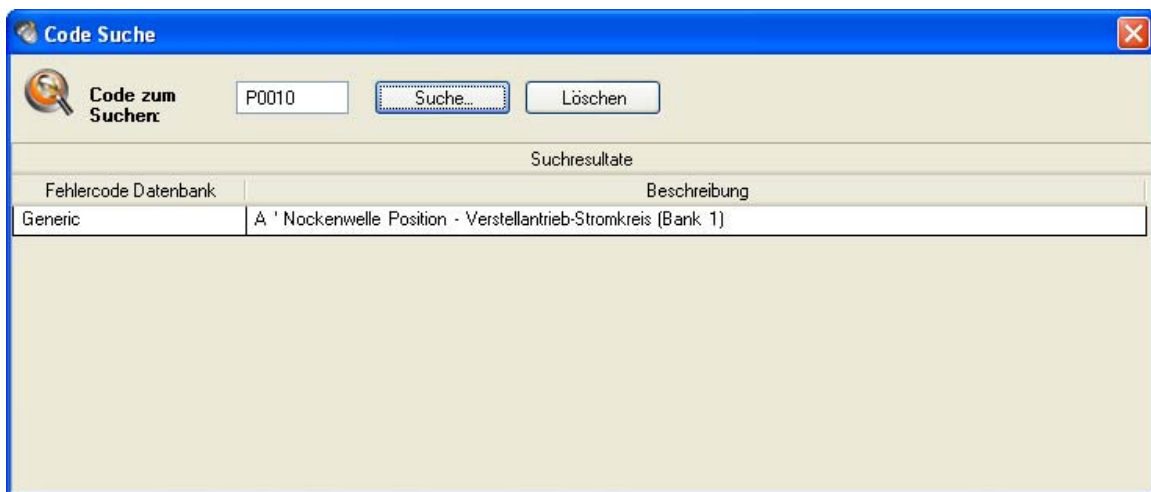 Code Suche
Code zum
Suchen:
P0010
Suche...
Löschen
Suchresultate
Fehlercode Datenbank
Beschreibung
Generic
A ' Nockenwelle Position - Verstellantrieb-Stromkreis (Bank 1)